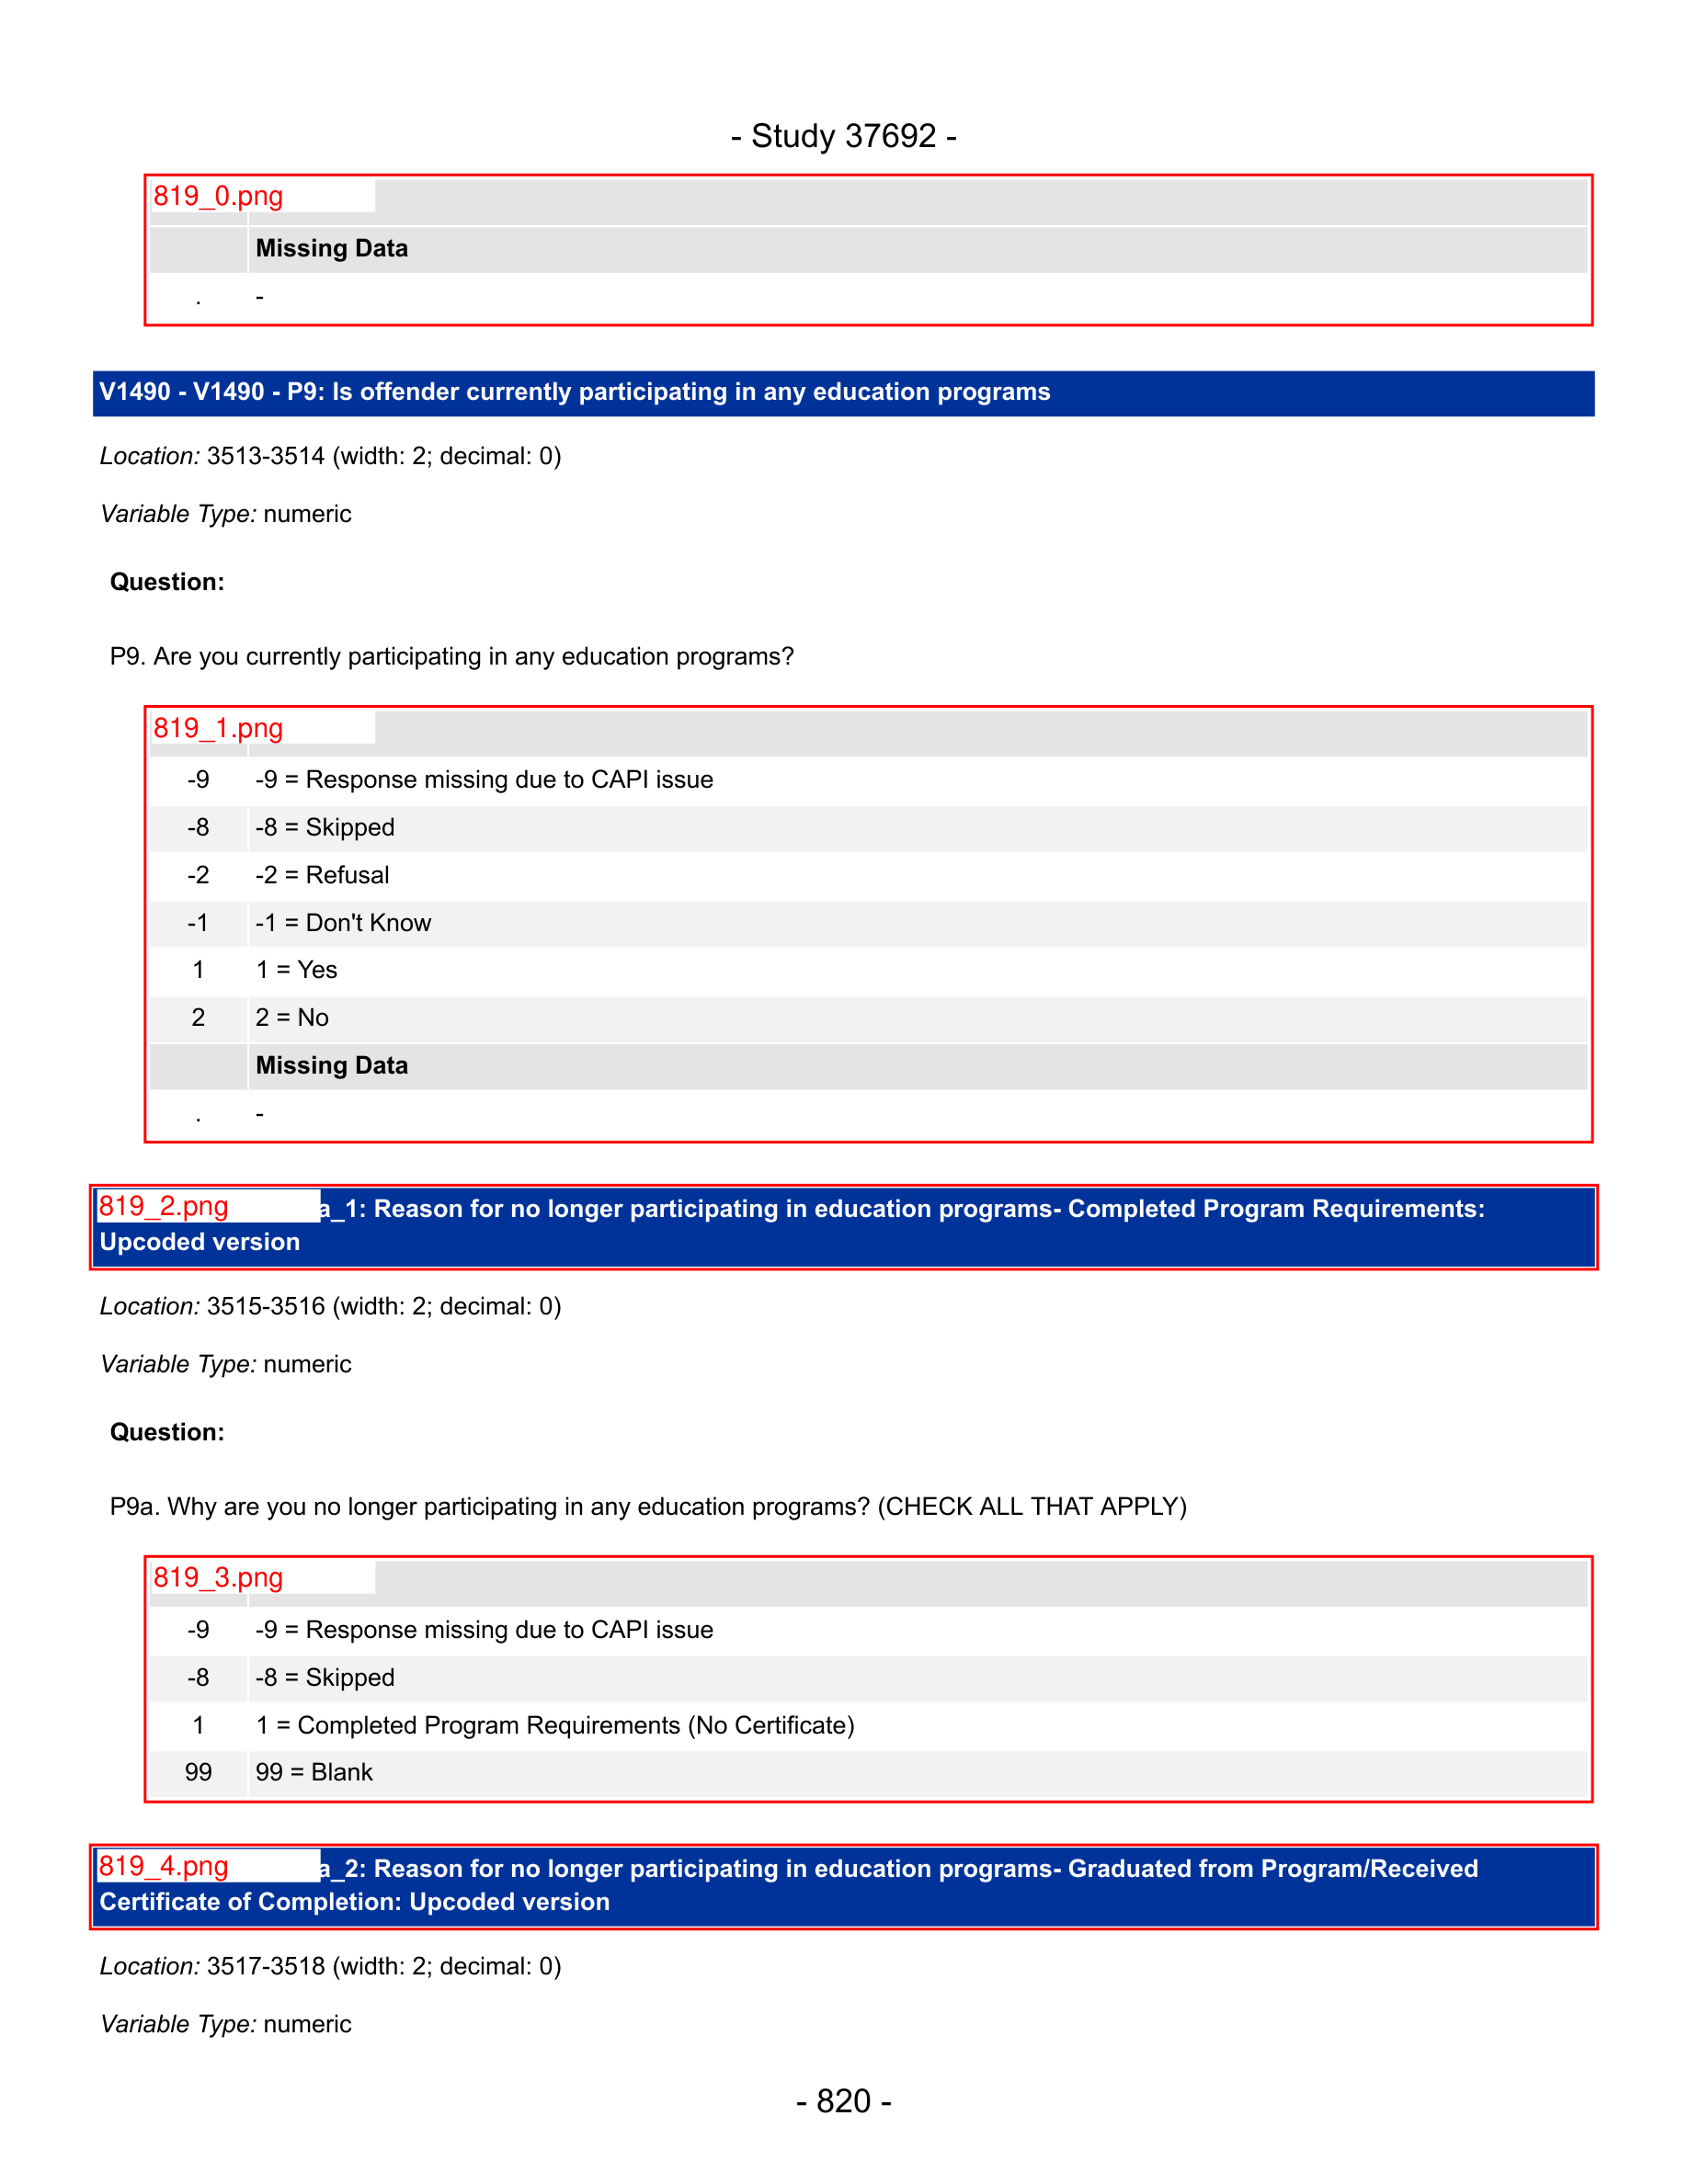 - Study 37692 -
819_0.png
Missing Data
. -
V1490 - V1490 - P9: Is offender currently participating in any education programs
Location: 3513-3514 (width: 2; decimal: 0)
Variable Type: numeric
Question:
P9. Are you currently participating in any education programs?
819_1.png
-9 -9 = Response missing due to CAPI issue
-8 -8 = Skipped
-2 -2 = Refusal
-1 -1 = Don't Know
1 1 = Yes
2 2 = No
Missing Data
. -
819_2.png a_1: Reason for no longer participating in education programs- Completed Program Requirements:
Upcoded version
Location: 3515-3516 (width: 2; decimal: 0)
Variable Type: numeric
Question:
P9a. Why are you no longer participating in any education programs? (CHECK ALL THAT APPLY)
819_3.png
-9 -9 = Response missing due to CAPI issue
-8 -8 = Skipped
1 1 = Completed Program Requirements (No Certificate)
99 99 = Blank
819_4.png a_2: Reason for no longer participating in education programs- Graduated from Program/Received
Certificate of Completion: Upcoded version
Location: 3517-3518 (width: 2; decimal: 0)
Variable Type: numeric
- 820 -